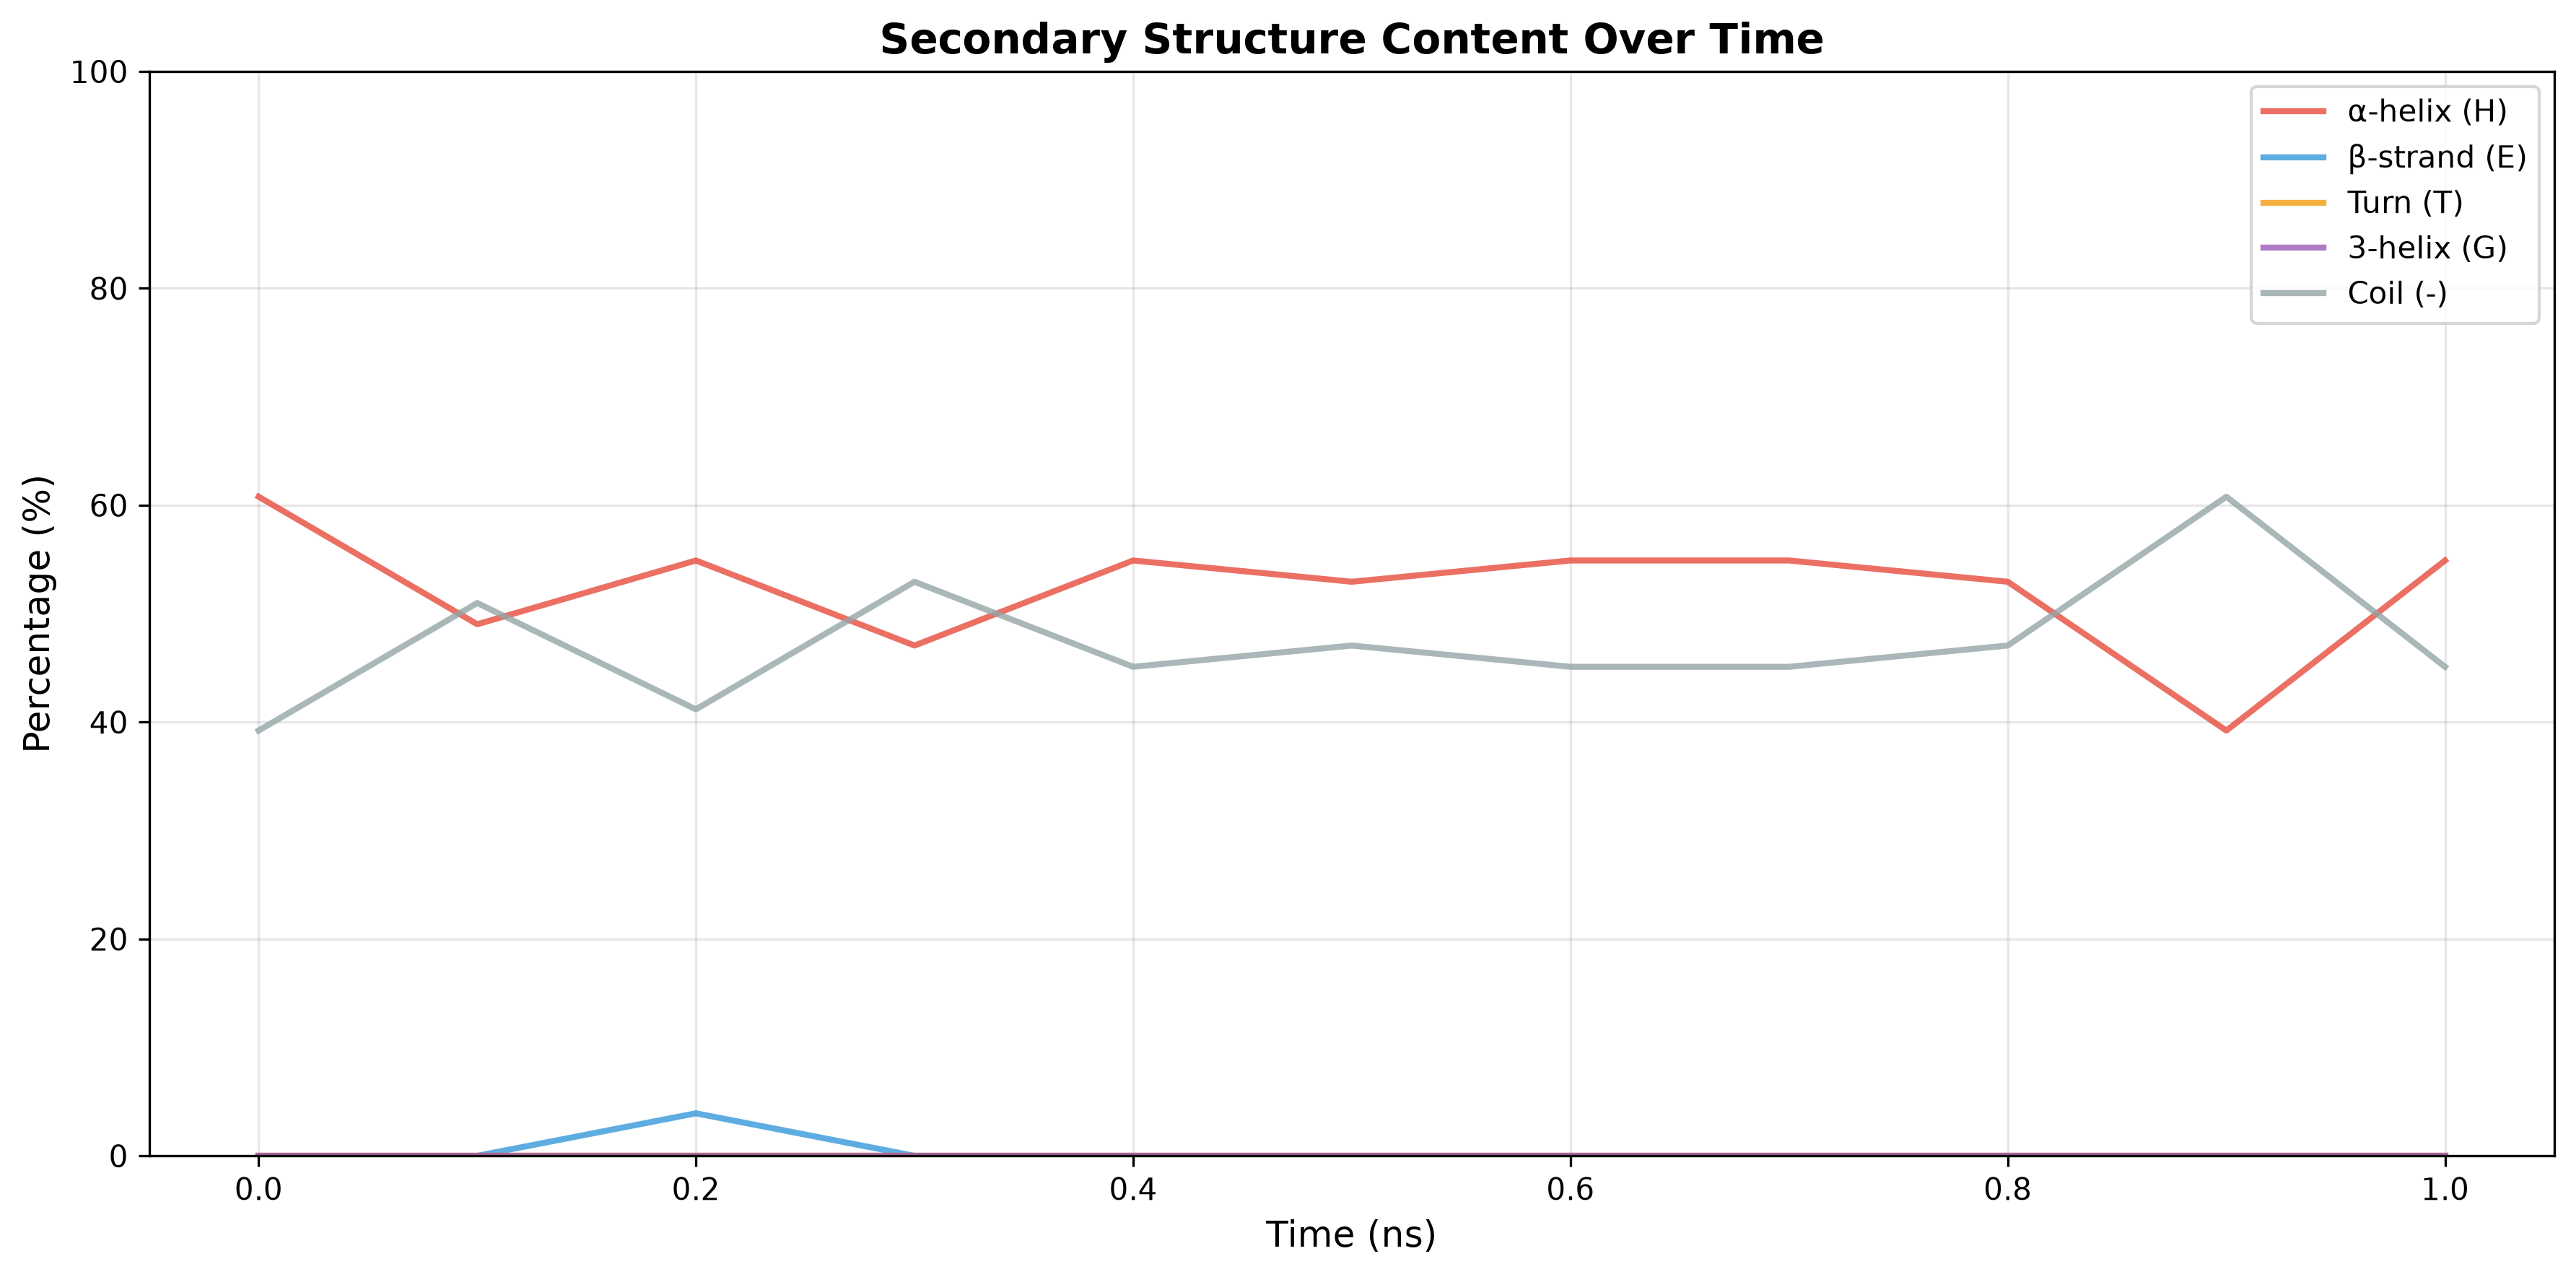 Secondary Structure Content Over Time
100
80
60
40
20
0
Percentage (%)
α-helix (H)
β-strand (E)
Turn (T)
3-helix (G)
Coil (-)
0.0 0.2 0.4 0.6 0.8 1.0
Time (ns)